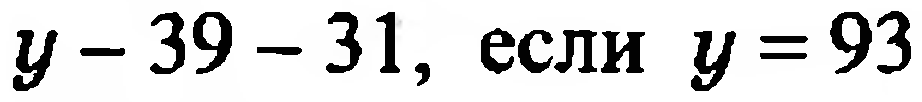 y – 39 – 31, если y = 93